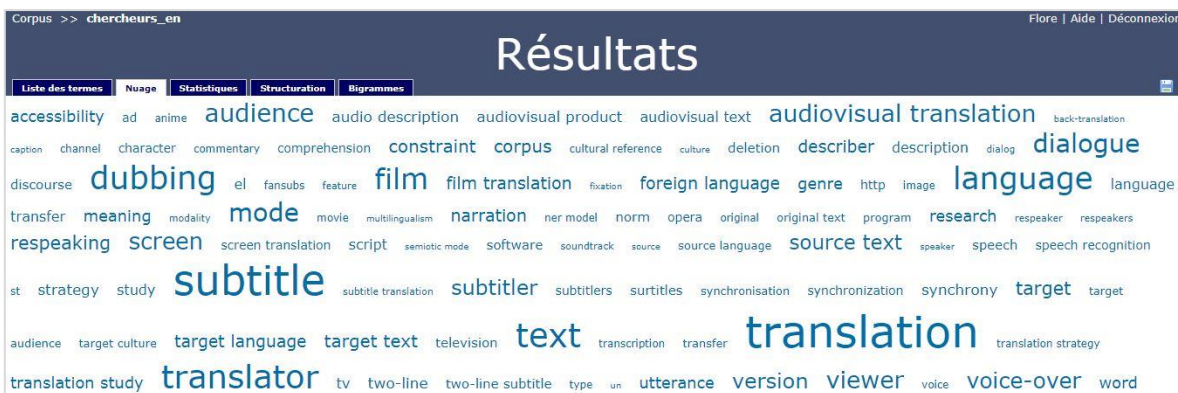 Corpus >> chercheurs_en Flore | Aide | Déconnexion
Résultats
Liste des termes Nuage Statistiques Structuration Bigrammes
accessibility ad anime audience audio description audiovisual product audiovisual text audiovisual translation back-translation
caption channel character commentary comprehension constraint corpus cultural reference culture deletion describer description dialog dialogue
discourse dubbing el fansubs feature film film translation fixation foreign language genre http image language language
transfer meaning modality mode movie multilingualism narration ner model norm opera original original text program research respeaker respeakers
respeaking screen screen translation script semiotic mode software soundtrack source source language source text speaker speech speech recognition
st strategy study subtitle subtitle translation subtitler subtitlers surtitles synchronisation synchronization synchrony target target
audience target culture target language target text television text transcription transfer translation translation strategy
translation study translator tv two-line two-line subtitle type un utterance version viewer voice voice-over word